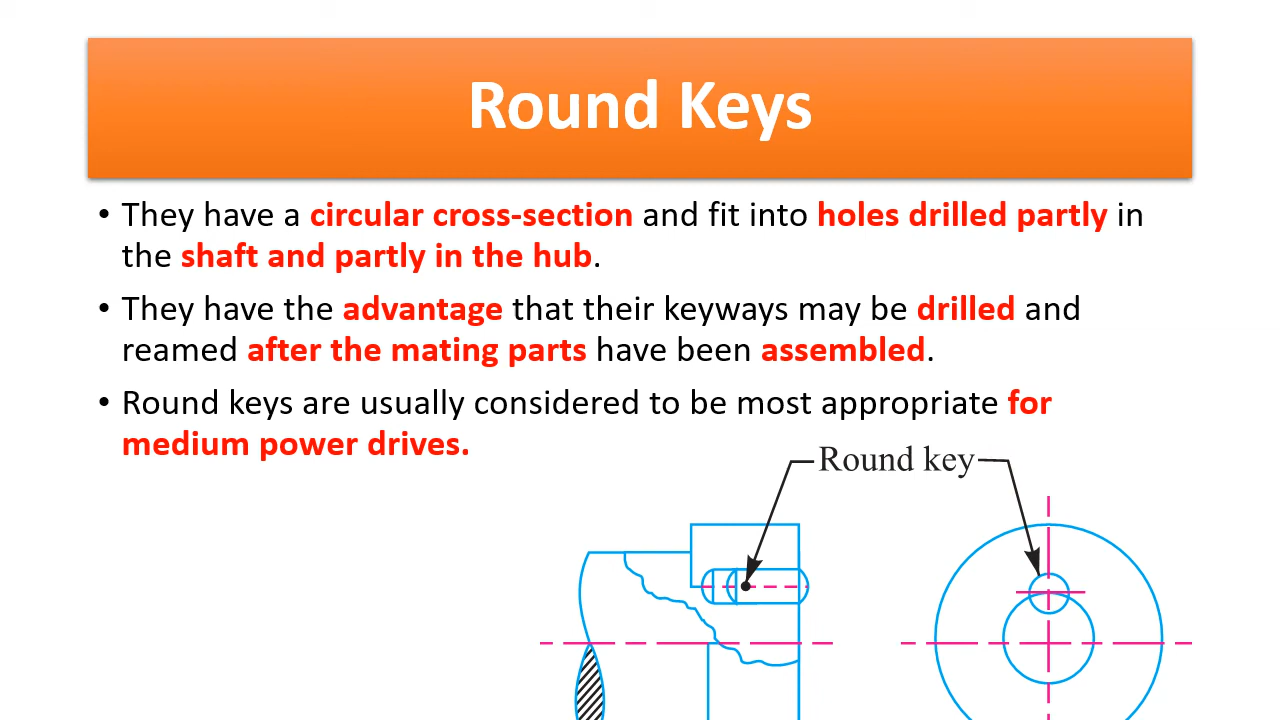 Round Keys
• They have a circular cross-section and fit into holes drilled partly in
the shaft and partly in the hub.
• They have the advantage that their keyways may be drilled and
reamed after the mating parts have been assembled.
• Round keys are usually considered to be most appropriate for
medium power drives.
Round key